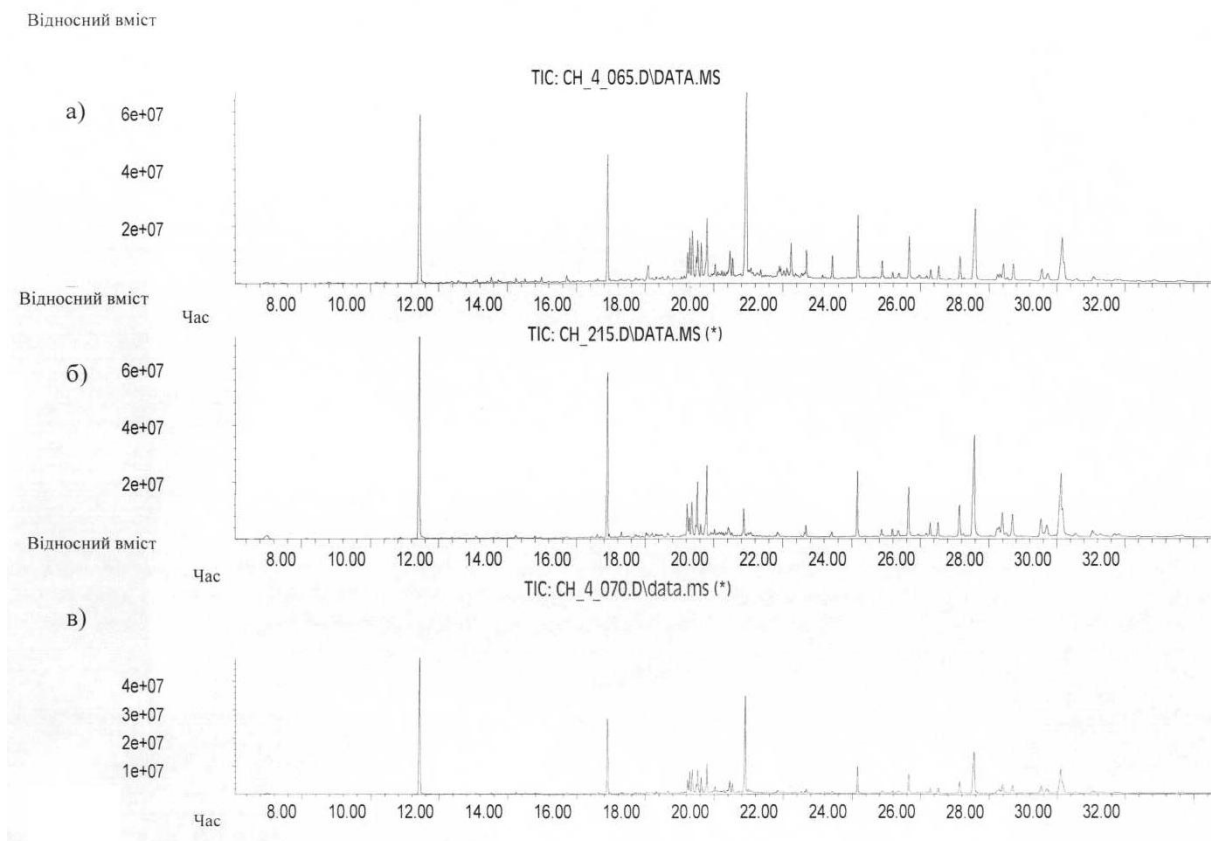 Відносний вміст
TIC: CH_4_065.D\DATA.MS
а)
6e+07
4e+07
2e+07
8.00 10.00 12.00 14.00 16.00 18.00 20.00 22.00 24.00 26.00 28.00 30.00 32.00
Відносний вміст
Час
TIC: CH_215.D\DATA.MS (*)
б)
6e+07
4e+07
2e+07
8.00 10.00 12.00 14.00 16.00 18.00 20.00 22.00 24.00 26.00 28.00 30.00 32.00
Відносний вміст
Час
TIC: CH_4_070.D\data.ms (*)
в)
4e+07
3e+07
2e+07
1e+07
8.00 10.00 12.00 14.00 16.00 18.00 20.00 22.00 24.00 26.00 28.00 30.00 32.00
Час